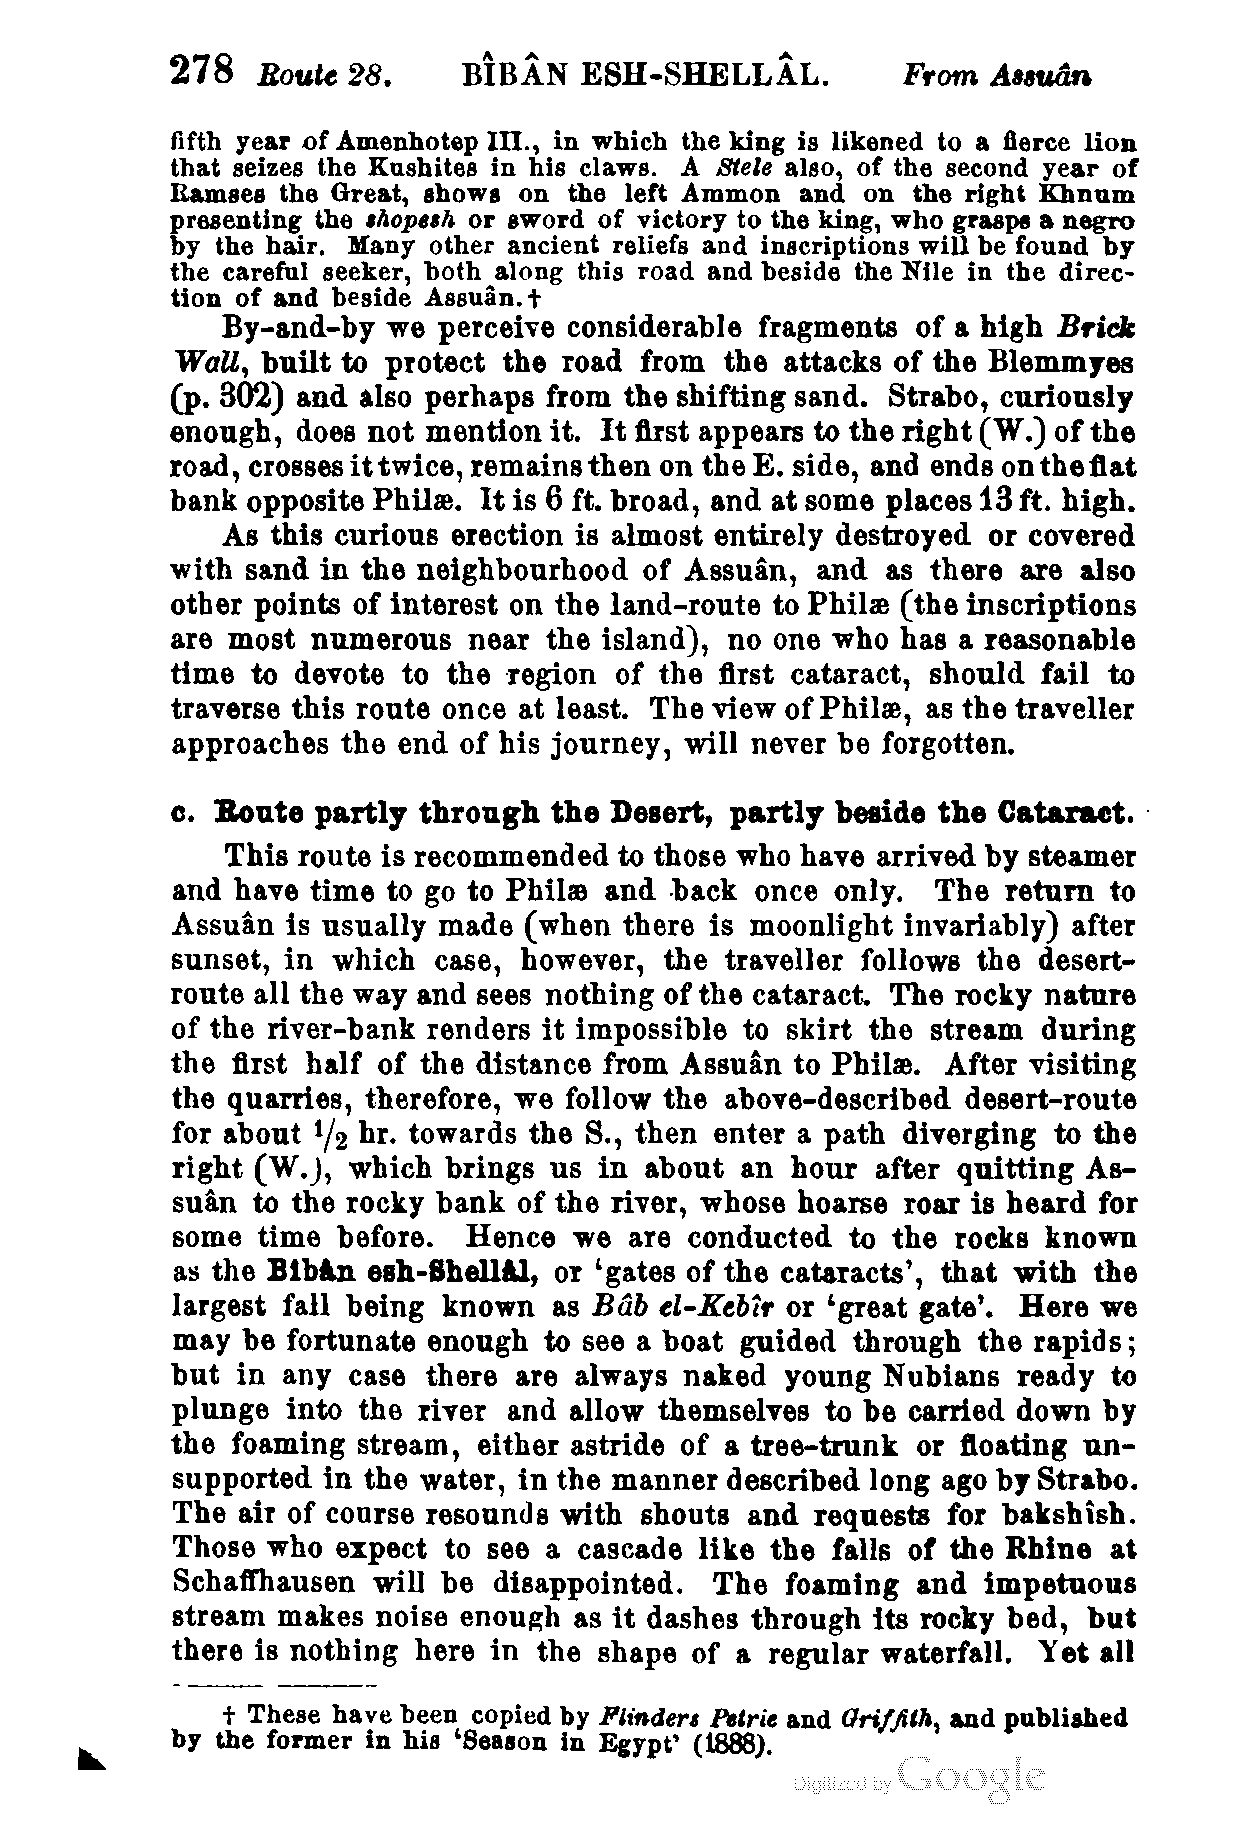 278 Route 28. BÎBÂN ESH-SHELLÂL. From Assuân
fifth year of Amenhotep III., in which the king is likened to a fierce lion
that seizes the Kushites in his claws. A Stele also, of the second year of
Ramses the Great, shows on the left Ammon and on the right Khnum
presenting the shopesh or sword of victory to the king, who grasps a negro
by the hair. Many other ancient reliefs and inscriptions will be found by
the careful seeker, both along this road and beside the Nile in the direc-
tion of and beside Assuân.†
By-and-by we perceive considerable fragments of a high Brick
Wall, built to protect the road from the attacks of the Blemmyes
(p. 302) and also perhaps from the shifting sand. Strabo, curiously
enough, does not mention it. It first appears to the right (W.) of the
road, crosses it twice, remains then on the E. side, and ends on the flat
bank opposite Philæ. It is 6 ft. broad, and at some places 13 ft. high.
As this curious erection is almost entirely destroyed or covered
with sand in the neighbourhood of Assuân, and as there are also
other points of interest on the land-route to Philæ (the inscriptions
are most numerous near the island), no one who has a reasonable
time to devote to the region of the first cataract, should fail to
traverse this route once at least. The view of Philæ, as the traveller
approaches the end of his journey, will never be forgotten.
c. Route partly through the Desert, partly beside the Cataract.
This route is recommended to those who have arrived by steamer
and have time to go to Philæ and back once only. The return to
Assuân is usually made (when there is moonlight invariably) after
sunset, in which case, however, the traveller follows the desert-
route all the way and sees nothing of the cataract. The rocky nature
of the river-bank renders it impossible to skirt the stream during
the first half of the distance from Assuân to Philæ. After visiting
the quarries, therefore, we follow the above-described desert-route
for about 1/2 hr. towards the S., then enter a path diverging to the
right (W.), which brings us in about an hour after quitting As-
suân to the rocky bank of the river, whose hoarse roar is heard for
some time before. Hence we are conducted to the rocks known
as the Bîbân esh-Shellâl, or 'gates of the cataracts', that with the
largest fall being known as Bâb el-Kebîr or 'great gate'. Here we
may be fortunate enough to see a boat guided through the rapids;
but in any case there are always naked young Nubians ready to
plunge into the river and allow themselves to be carried down by
the foaming stream, either astride of a tree-trunk or floating un-
supported in the water, in the manner described long ago by Strabo.
The air of course resounds with shouts and requests for bakshîsh.
Those who expect to see a cascade like the falls of the Rhine at
Schaffhausen will be disappointed. The foaming and impetuous
stream makes noise enough as it dashes through its rocky bed, but
there is nothing here in the shape of a regular waterfall. Yet all
† These have been copied by Flinders Petrie and Griffith, and published
by the former in his 'Season in Egypt' (1888).
Digitized by Google